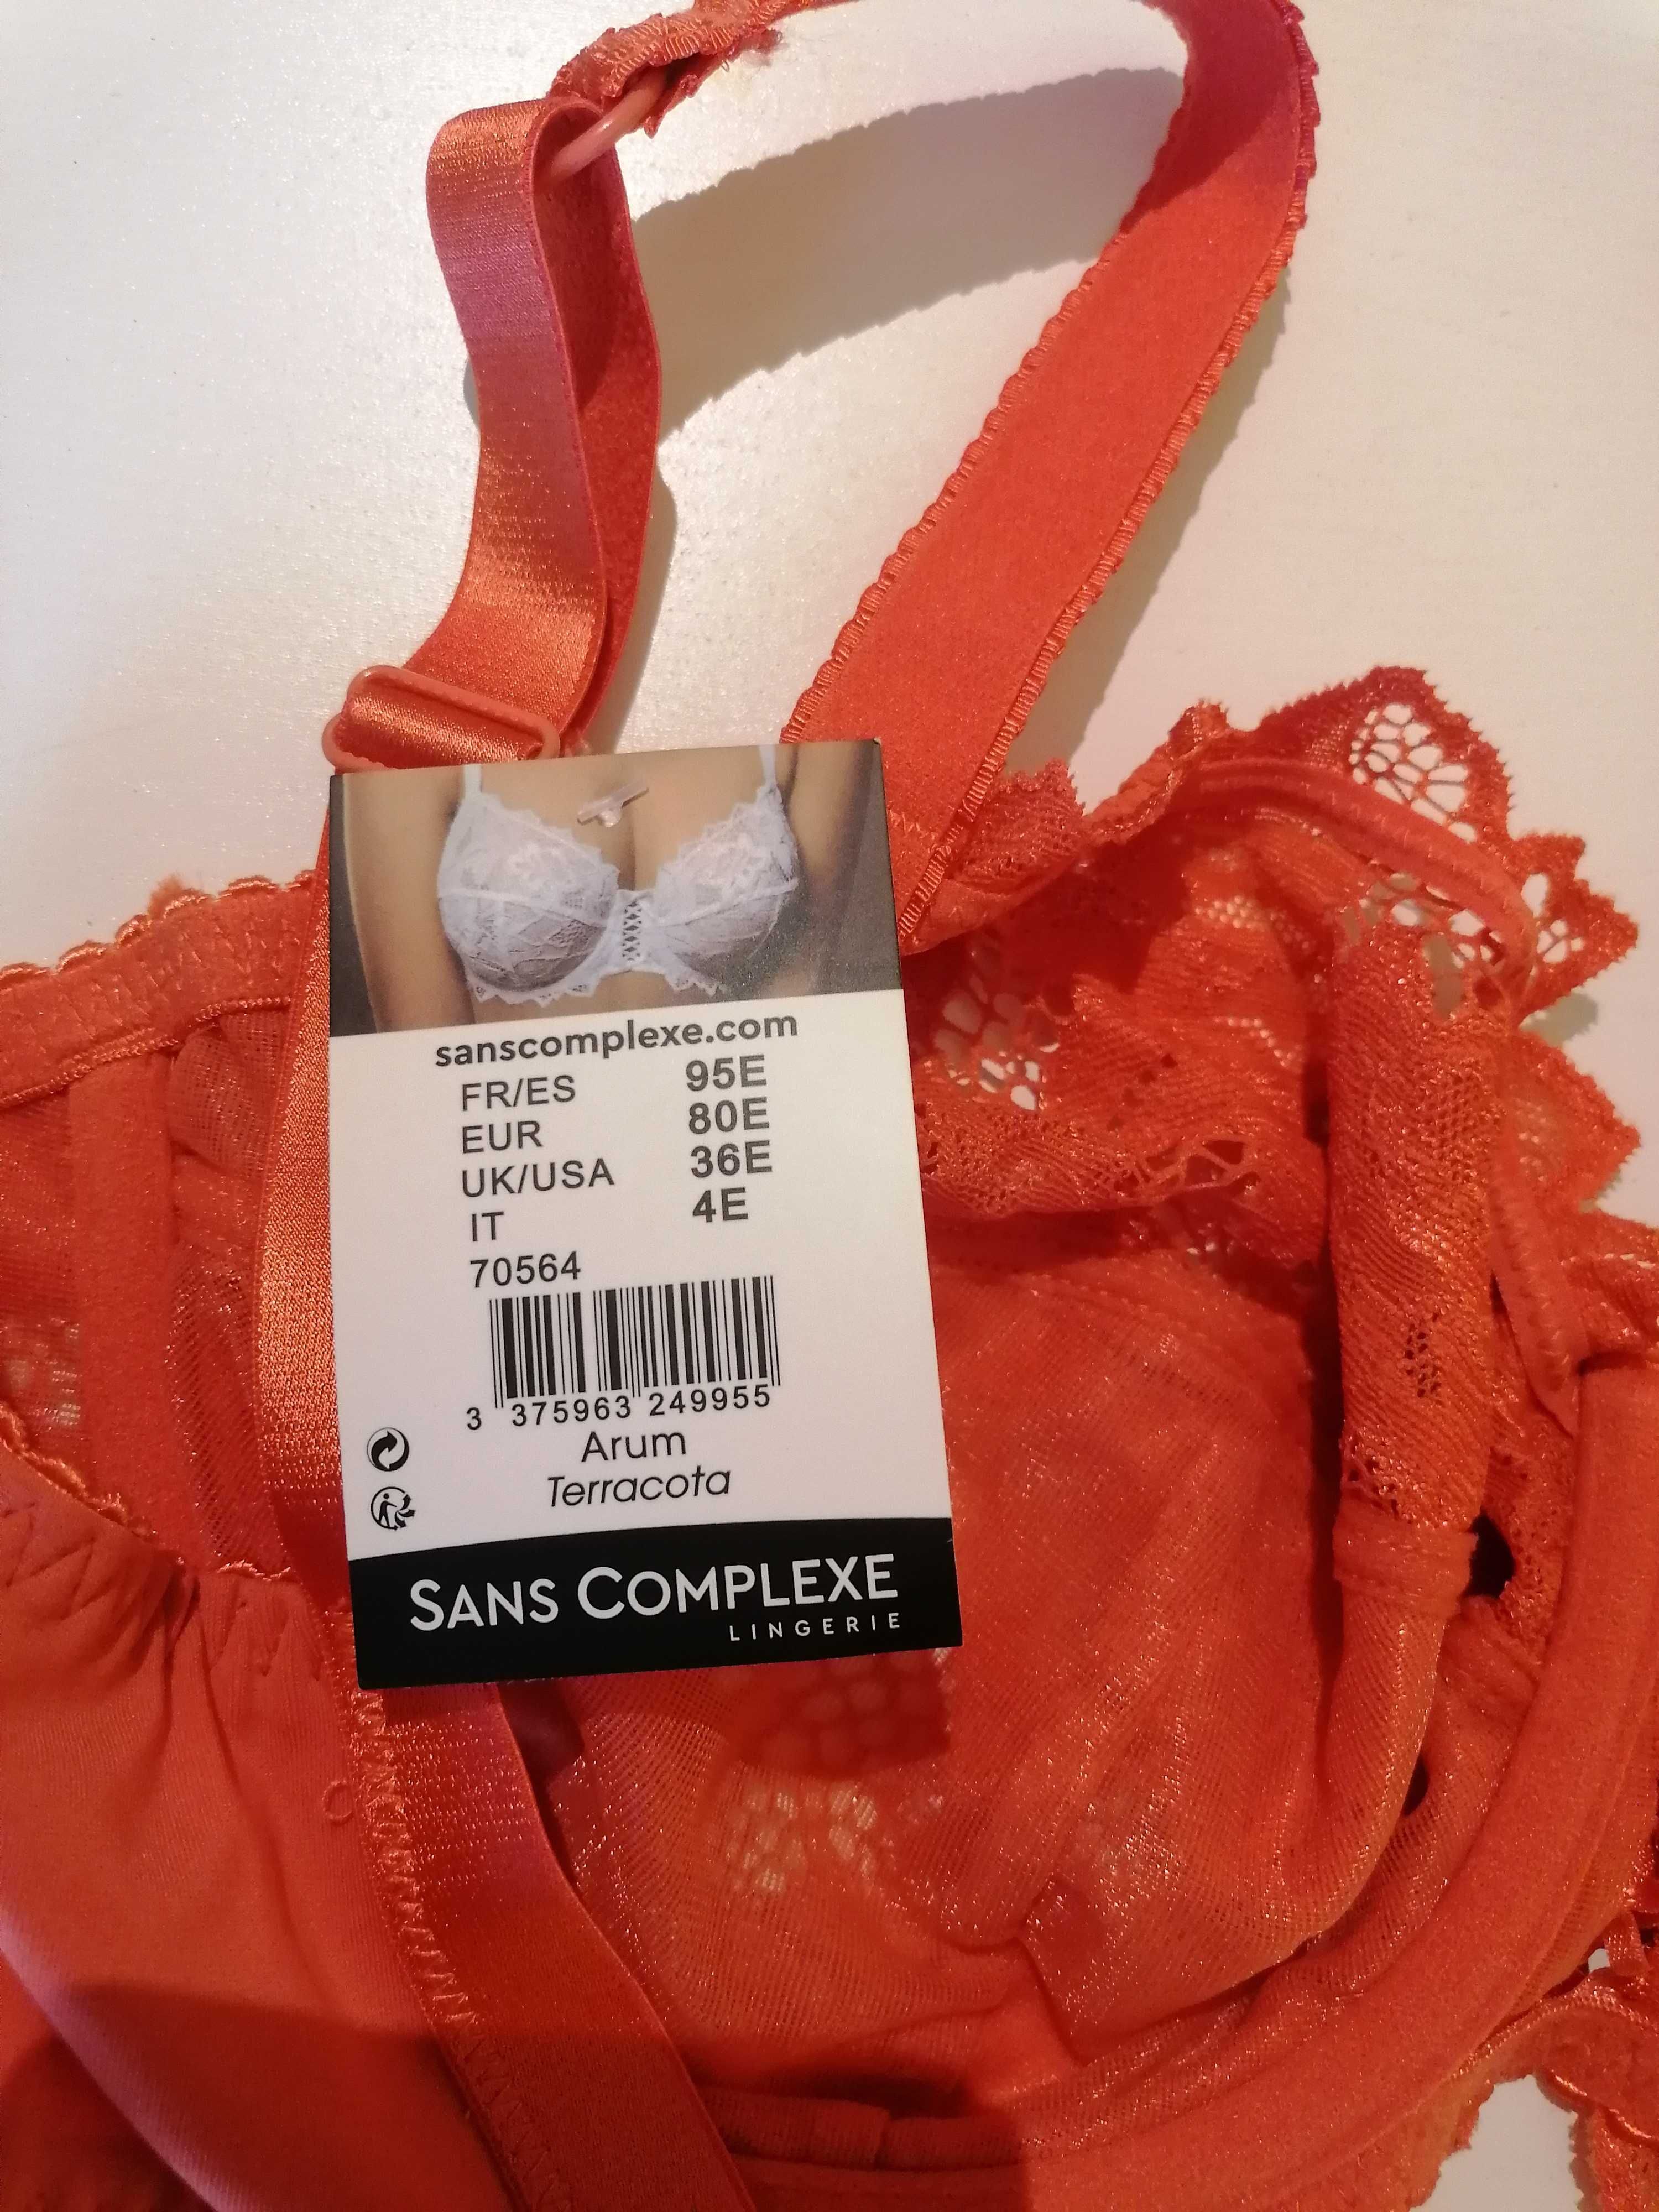 sanscomplexe.com
FR/ES 95E
EUR 80E
UK/USA 36E
IT 4E
70564
3 375963 249955
Arum
Terracota
SANS COMPLEXE
LINGERIE